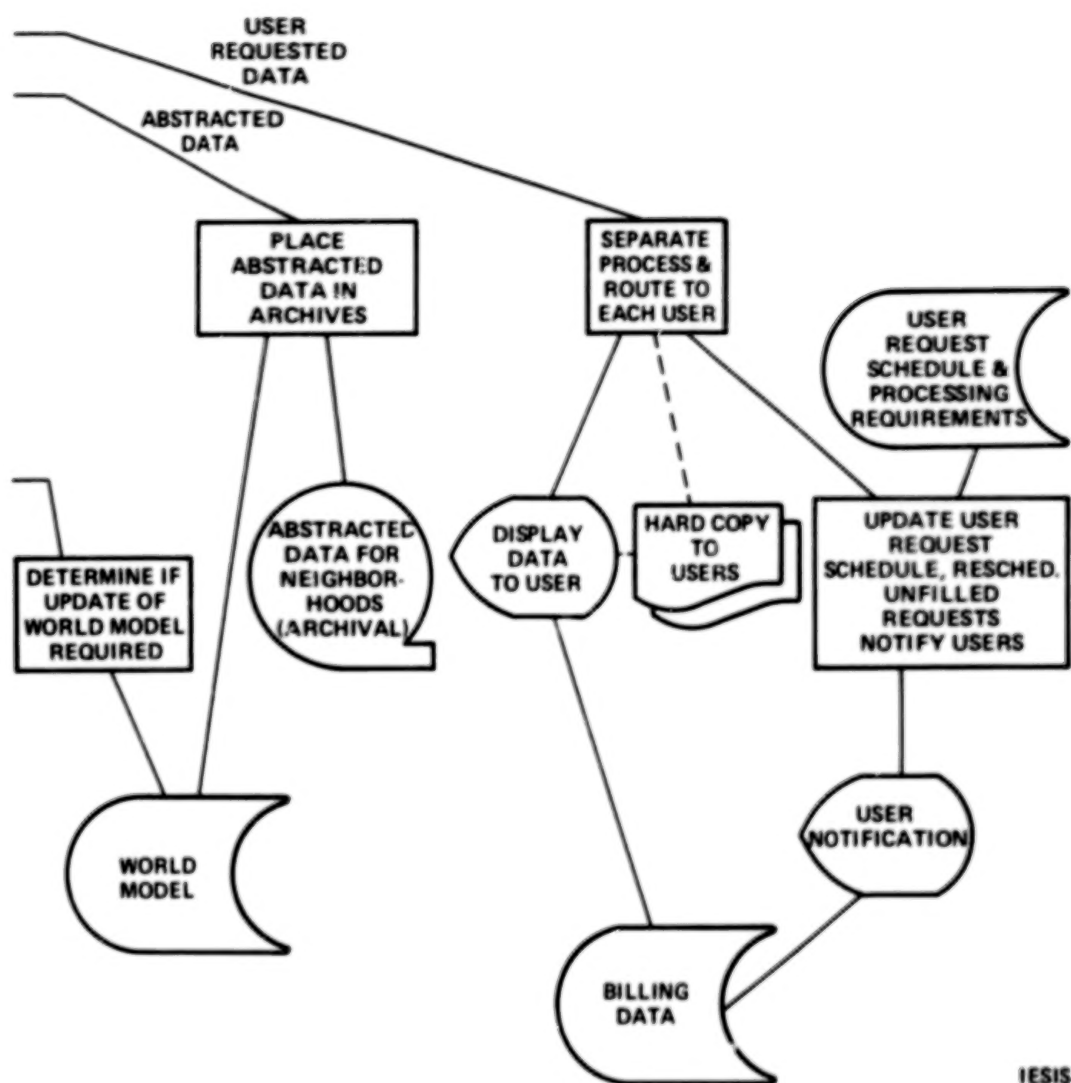 USER
REQUESTED
DATA
ABSTRACTED
DATA
PLACE
ABSTRACTED
DATA IN
ARCHIVES
SEPARATE
PROCESS &
ROUTE TO
EACH USER
USER
REQUEST
SCHEDULE &
PROCESSING
REQUIREMENTS
DETERMINE IF
UPDATE OF
WORLD MODEL
REQUIRED
ABSTRACTED
DATA FOR
NEIGHBOR-
HOODS
(ARCHIVAL)
DISPLAY
DATA
TO USER
HARD COPY
TO
USERS
UPDATE USER
REQUEST
SCHEDULE, RESCHED.
UNFILLED
REQUESTS
NOTIFY USERS
WORLD
MODEL
USER
NOTIFICATION
BILLING
DATA
IESIS